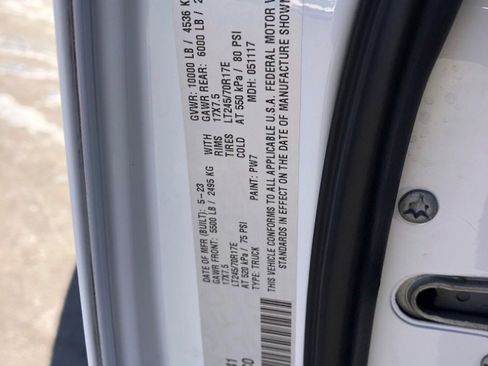 DATE OF MFR (BUILT): 5-23 GVWR: 10000 LB / 4536 K
GAWR FRONT: 5500 LB / 2495 KG WITH GAWR REAR: 6000 LB / 2
17X7.5 RIMS 17X7.5
LT245/70R17E TIRES LT245/70R17E
AT 520 kPa / 75 PSI COLD AT 550 kPa / 80 PSI
TYPE: TRUCK PAINT: PW7 MDH: 051117
THIS VEHICLE CONFORMS TO ALL APPLICABLE U.S.A. FEDERAL MOTOR V
STANDARDS IN EFFECT ON THE DATE OF MANUFACTURE SHOWN